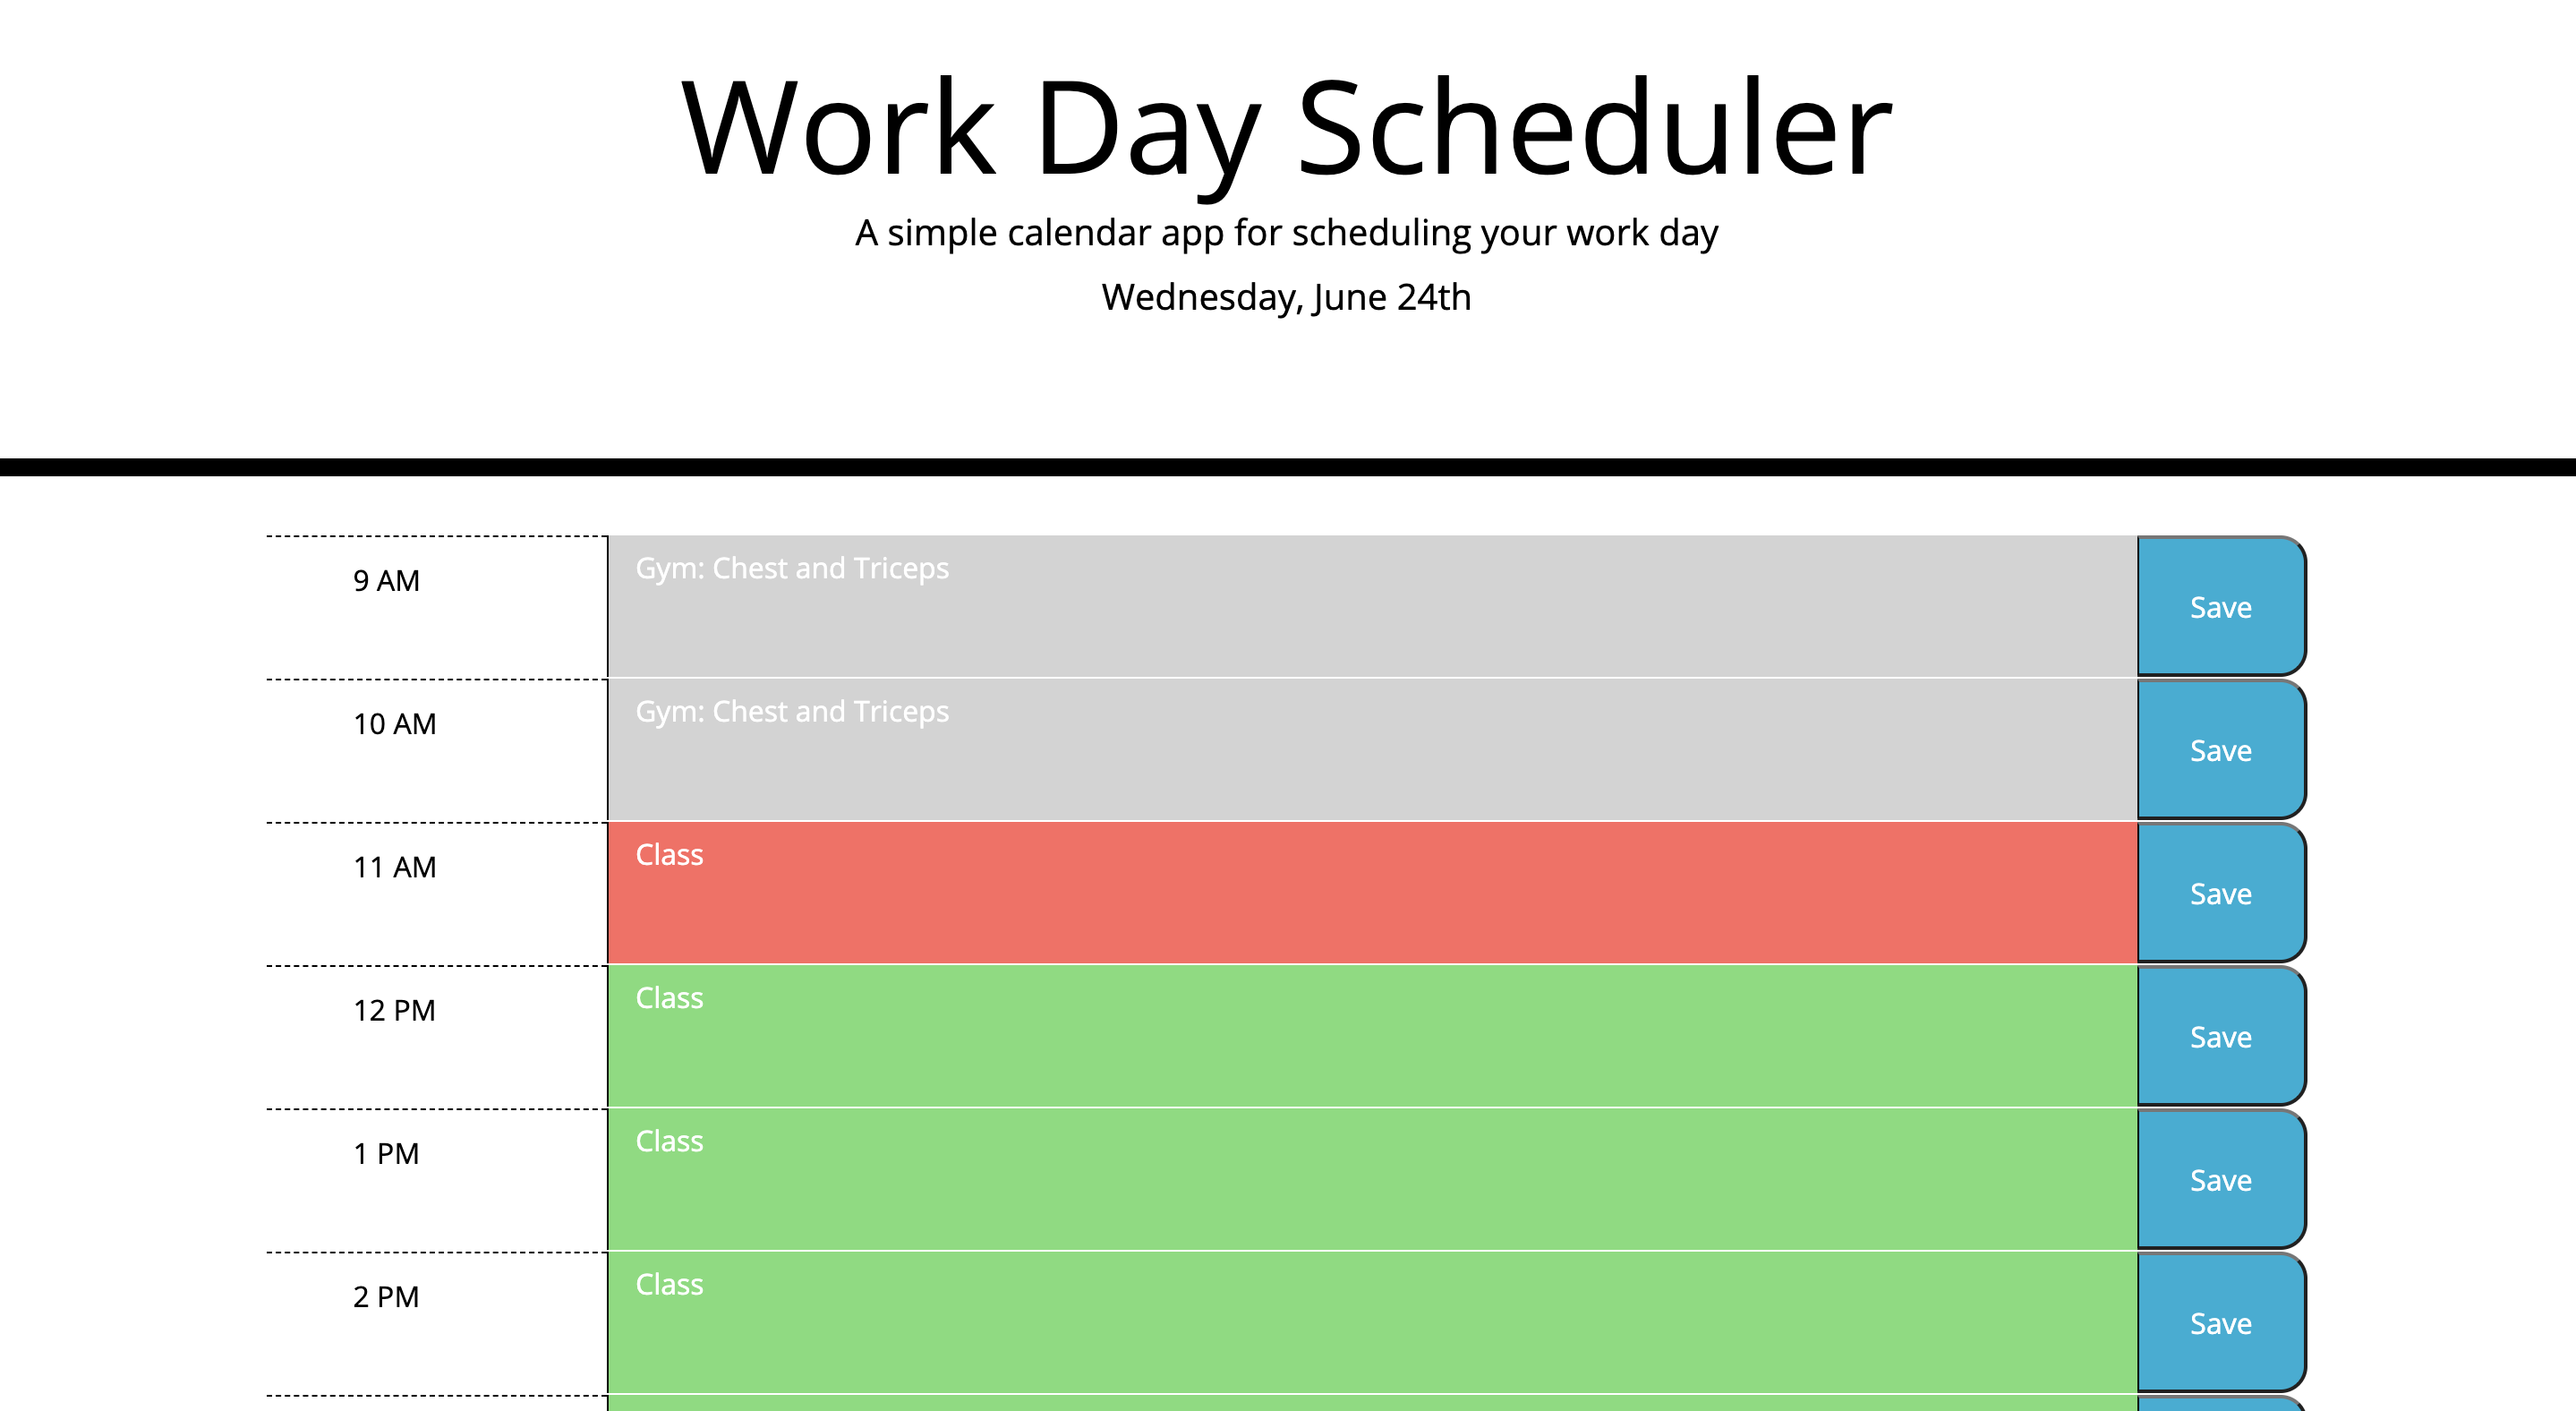 Work Day Scheduler
A simple calendar app for scheduling your work day
Wednesday, June 24th
9 AM Gym: Chest and Triceps Save
10 AM Gym: Chest and Triceps Save
11 AM Class Save
12 PM Class Save
1 PM Class Save
2 PM Class Save